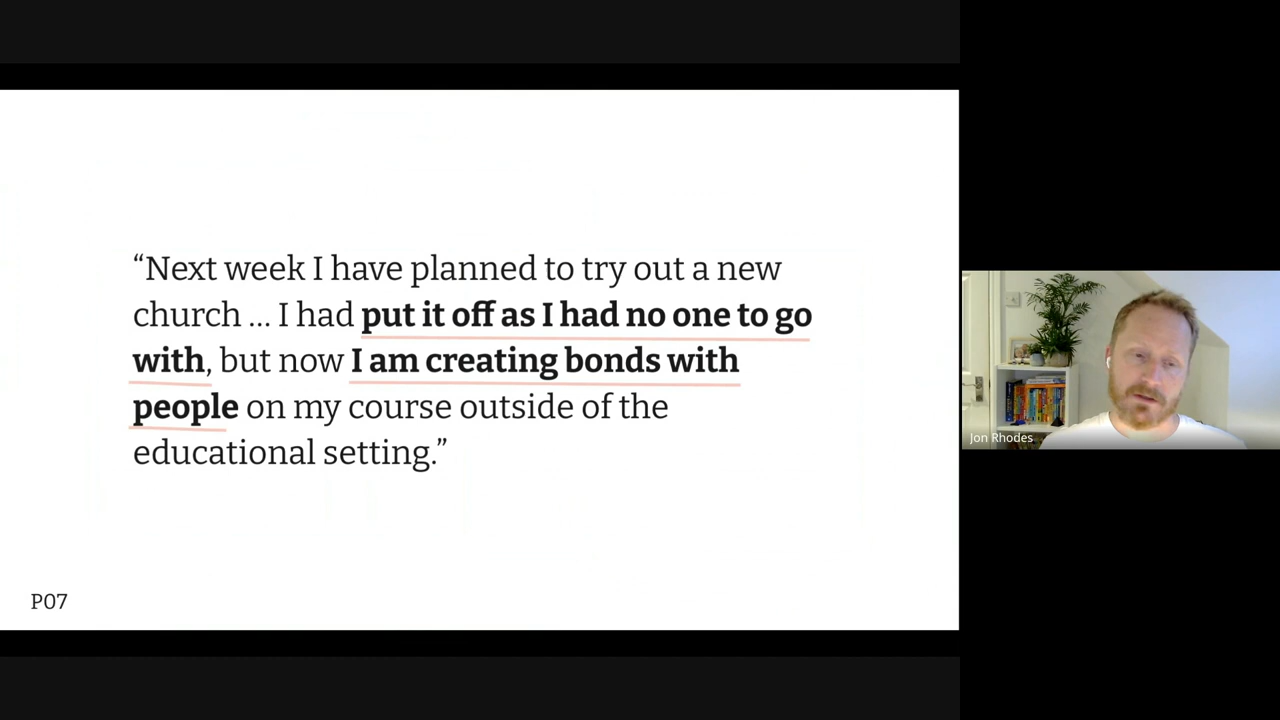 “Next week I have planned to try out a new
church ... I had put it off as I had no one to go
with, but now I am creating bonds with
people on my course outside of the
educational setting.”
P07
Jon Rhodes